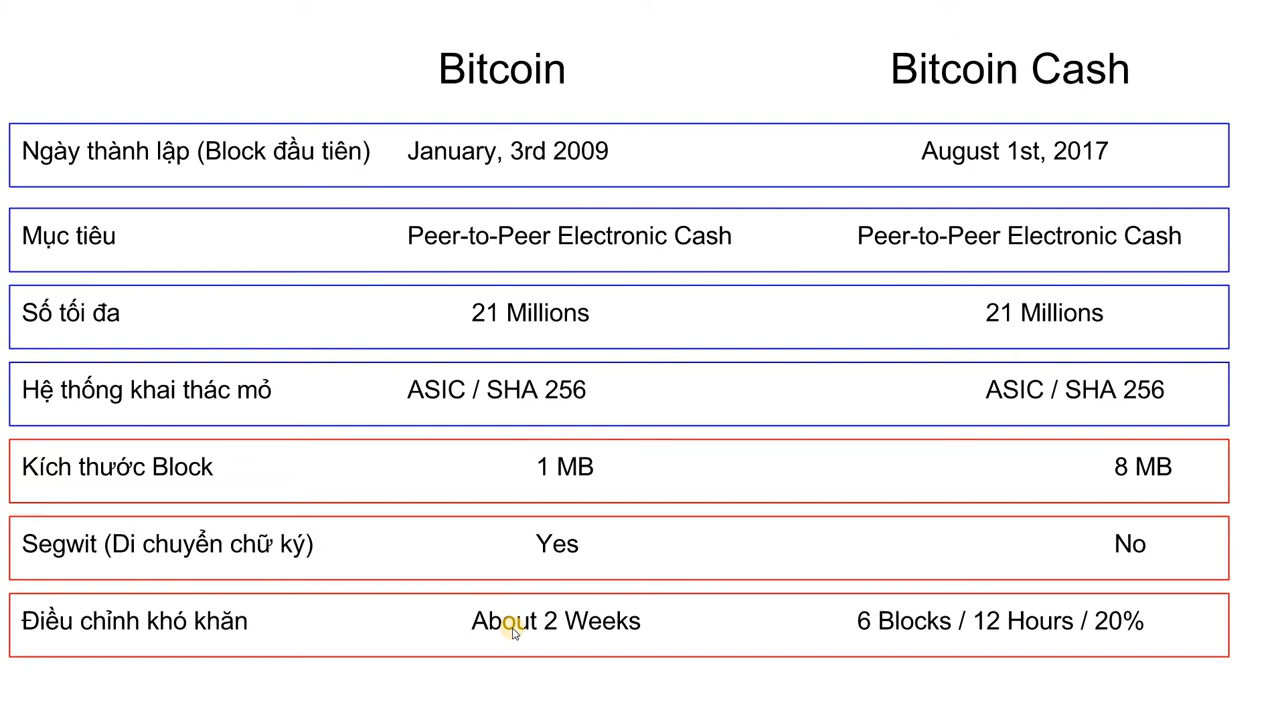 Bitcoin Bitcoin Cash
Ngày thành lập (Block đầu tiên) January, 3rd 2009 August 1st, 2017
Mục tiêu Peer-to-Peer Electronic Cash Peer-to-Peer Electronic Cash
Số tối đa 21 Millions 21 Millions
Hệ thống khai thác mỏ ASIC / SHA 256 ASIC / SHA 256
Kích thước Block 1 MB 8 MB
Segwit (Di chuyển chữ ký) Yes No
Điều chỉnh khó khăn About 2 Weeks 6 Blocks / 12 Hours / 20%